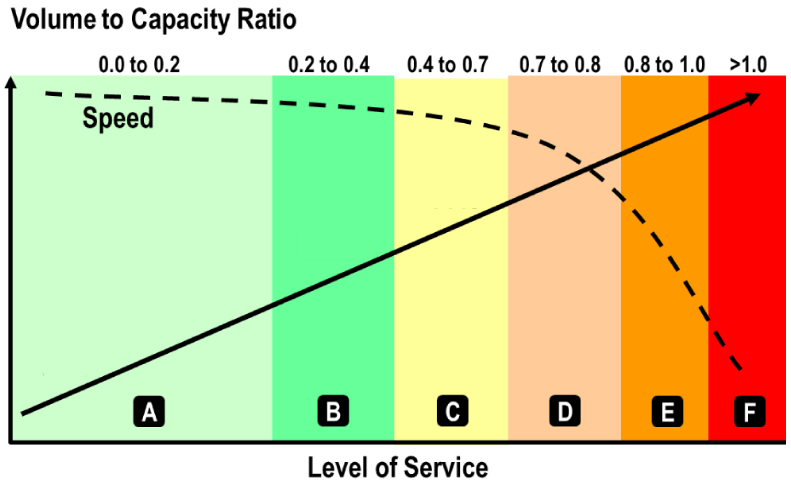 Volume to Capacity Ratio
0.0 to 0.2 0.2 to 0.4 0.4 to 0.7 0.7 to 0.8 0.8 to 1.0 >1.0
Speed
A B C D E F
Level of Service